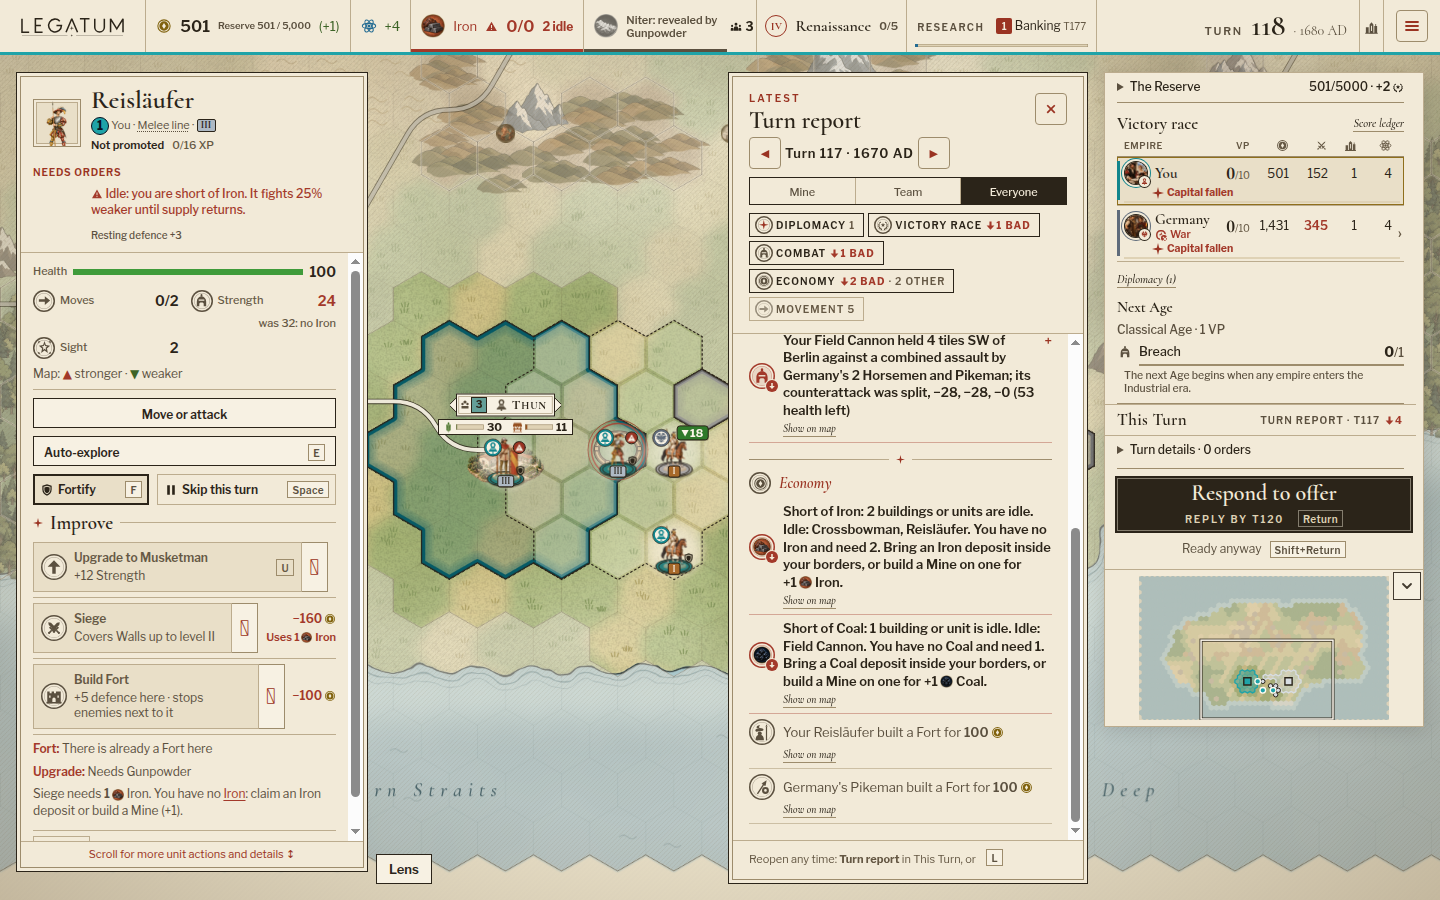 LEGATUM
501 Reserve 501 / 5,000 (+1)
+4
Iron 0/0 2 idle
Niter: revealed by
Gunpowder
3
IV Renaissance 0/5
RESEARCH 1 Banking T177
TURN 118 · 1680 AD
Reisläufer
1 You · Melee line · III
Not promoted 0/16 XP
NEEDS ORDERS
Idle: you are short of Iron. It fights 25%
weaker until supply returns.
Resting defence +3
Health 100
Moves 0/2 Strength 24
was 32: no Iron
Sight 2
Map: ▲ stronger · ▼ weaker
Move or attack
Auto-explore E
Fortify F
Skip this turn Space
Improve
Upgrade to Musketman
+12 Strength
U
Siege
Covers Walls up to level II
−160
Uses 1 Iron
Build Fort
+5 defence here · stops
enemies next to it
−100
Fort: There is already a Fort here
Upgrade: Needs Gunpowder
Siege needs 1 Iron. You have no Iron: claim an Iron
deposit or build a Mine (+1).
Scroll for more unit actions and details ↕
3 THUN
30 11
III
III
▼18
I
I
rn Straits
Lens
LATEST
Turn report
×
◀ Turn 117 · 1670 AD ▶
Mine Team Everyone
DIPLOMACY 1
VICTORY RACE 1 BAD
COMBAT 1 BAD
ECONOMY 2 BAD · 2 OTHER
MOVEMENT 5
Your Field Cannon held 4 tiles SW of
Berlin against a combined assault by
Germany's 2 Horsemen and Pikeman; its
counterattack was split, −28, −28, −0 (53
health left)
Show on map
Economy
Short of Iron: 2 buildings or units are idle.
Idle: Crossbowman, Reisläufer. You have no
Iron and need 2. Bring an Iron deposit inside
your borders, or build a Mine on one for
+1 Iron.
Show on map
Short of Coal: 1 building or unit is idle. Idle:
Field Cannon. You have no Coal and need 1.
Bring a Coal deposit inside your borders, or
build a Mine on one for +1 Coal.
Show on map
Your Reisläufer built a Fort for 100
Show on map
Germany's Pikeman built a Fort for 100
Show on map
Reopen any time: Turn report in This Turn, or L
The Reserve 501/5000 · +2
Victory race Score ledger
EMPIRE VP
You 0/10 501 152 1 4
Capital fallen
Germany 0/10 1,431 345 1 4 ›
War
Capital fallen
Diplomacy (1)
Next Age
Classical Age · 1 VP
Breach 0/1
The next Age begins when any empire enters the
Industrial era.
This Turn TURN REPORT · T117 4
Turn details · 0 orders
Respond to offer
REPLY BY T120 Return
Ready anyway Shift+Return
Deep